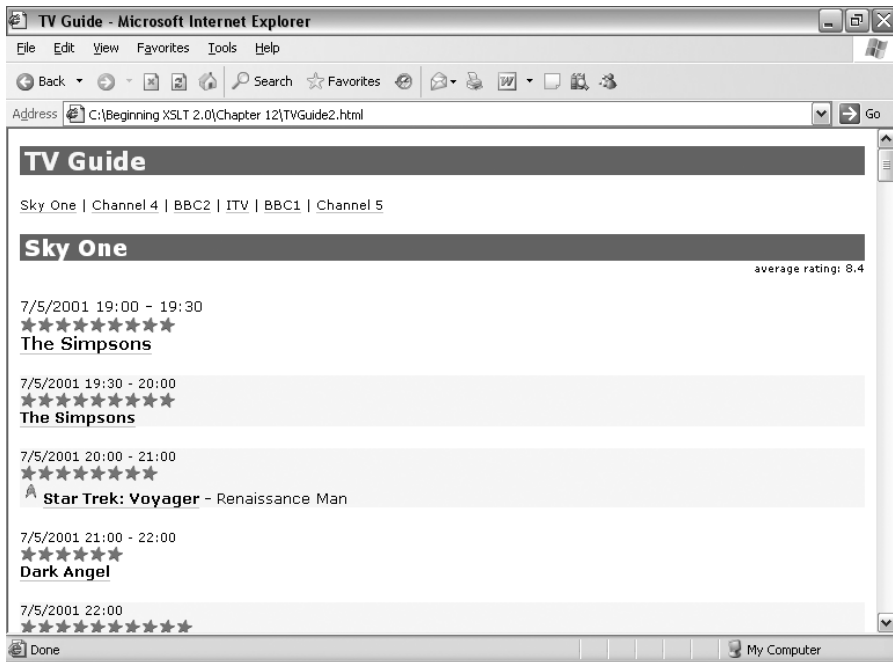 TV Guide - Microsoft Internet Explorer
File Edit View Favorites Tools Help
Back Search Favorites
Address C:\Beginning XSLT 2.0\Chapter 12\TVGuide2.html Go
TV Guide
Sky One | Channel 4 | BBC2 | ITV | BBC1 | Channel 5
Sky One
average rating: 8.4
7/5/2001 19:00 - 19:30
The Simpsons
7/5/2001 19:30 - 20:00
The Simpsons
7/5/2001 20:00 - 21:00
Star Trek: Voyager - Renaissance Man
7/5/2001 21:00 - 22:00
Dark Angel
7/5/2001 22:00
Done My Computer